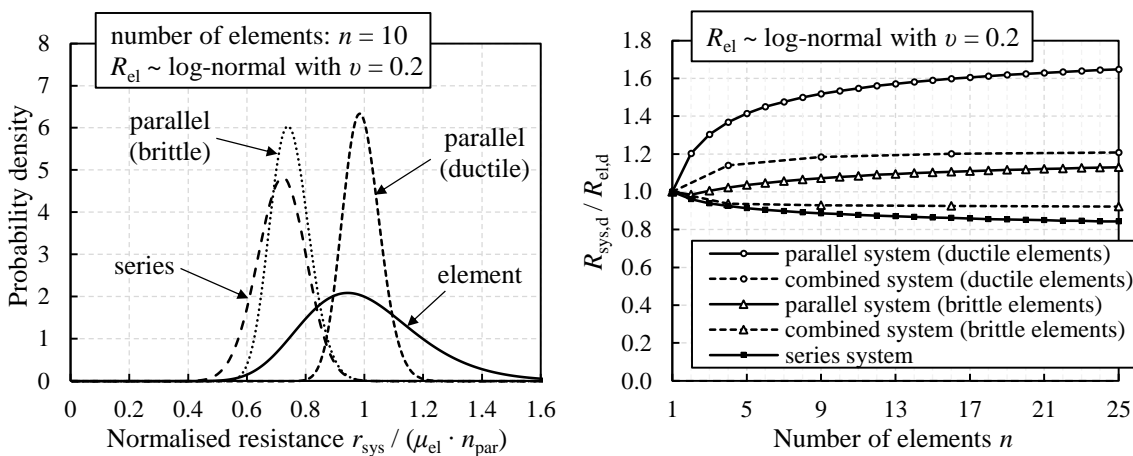 number of elements: n = 10
R_el ~ log-normal with υ = 0.2
Probability density
8
7
6
5
4
3
2
1
0
parallel
(brittle)
parallel
(ductile)
series
element
0 0.2 0.4 0.6 0.8 1 1.2 1.4 1.6
Normalised resistance r_sys / (μ_el · n_par)
R_el ~ log-normal with υ = 0.2
R_sys,d / R_el,d
1.8
1.6
1.4
1.2
1.0
0.8
0.6
0.4
0.2
0.0
parallel system (ductile elements)
combined system (ductile elements)
parallel system (brittle elements)
combined system (brittle elements)
series system
1 5 9 13 17 21 25
Number of elements n